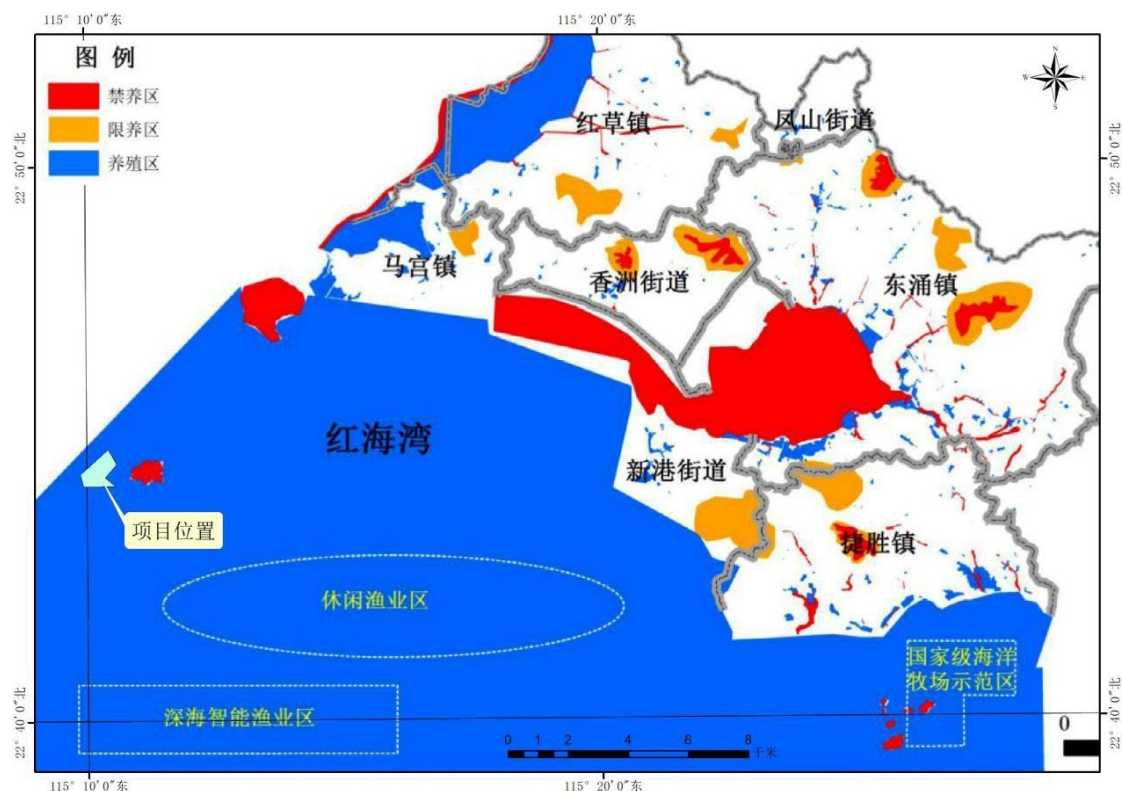 115° 10′0″东
115° 20′0″东
图 例
禁养区
限养区
养殖区
N
W
E
S
22° 50′0″北
22° 50′0″北
红草镇
凤山街道
马宫镇
香洲街道
东涌镇
红海湾
新港街道
项目位置
捷胜镇
休闲渔业区
国家级海洋
牧场示范区
深海智能渔业区
22° 40′0″北
22° 40′0″北
0
0 1 2 4 6 8
千米
115° 10′0″东
115° 20′0″东